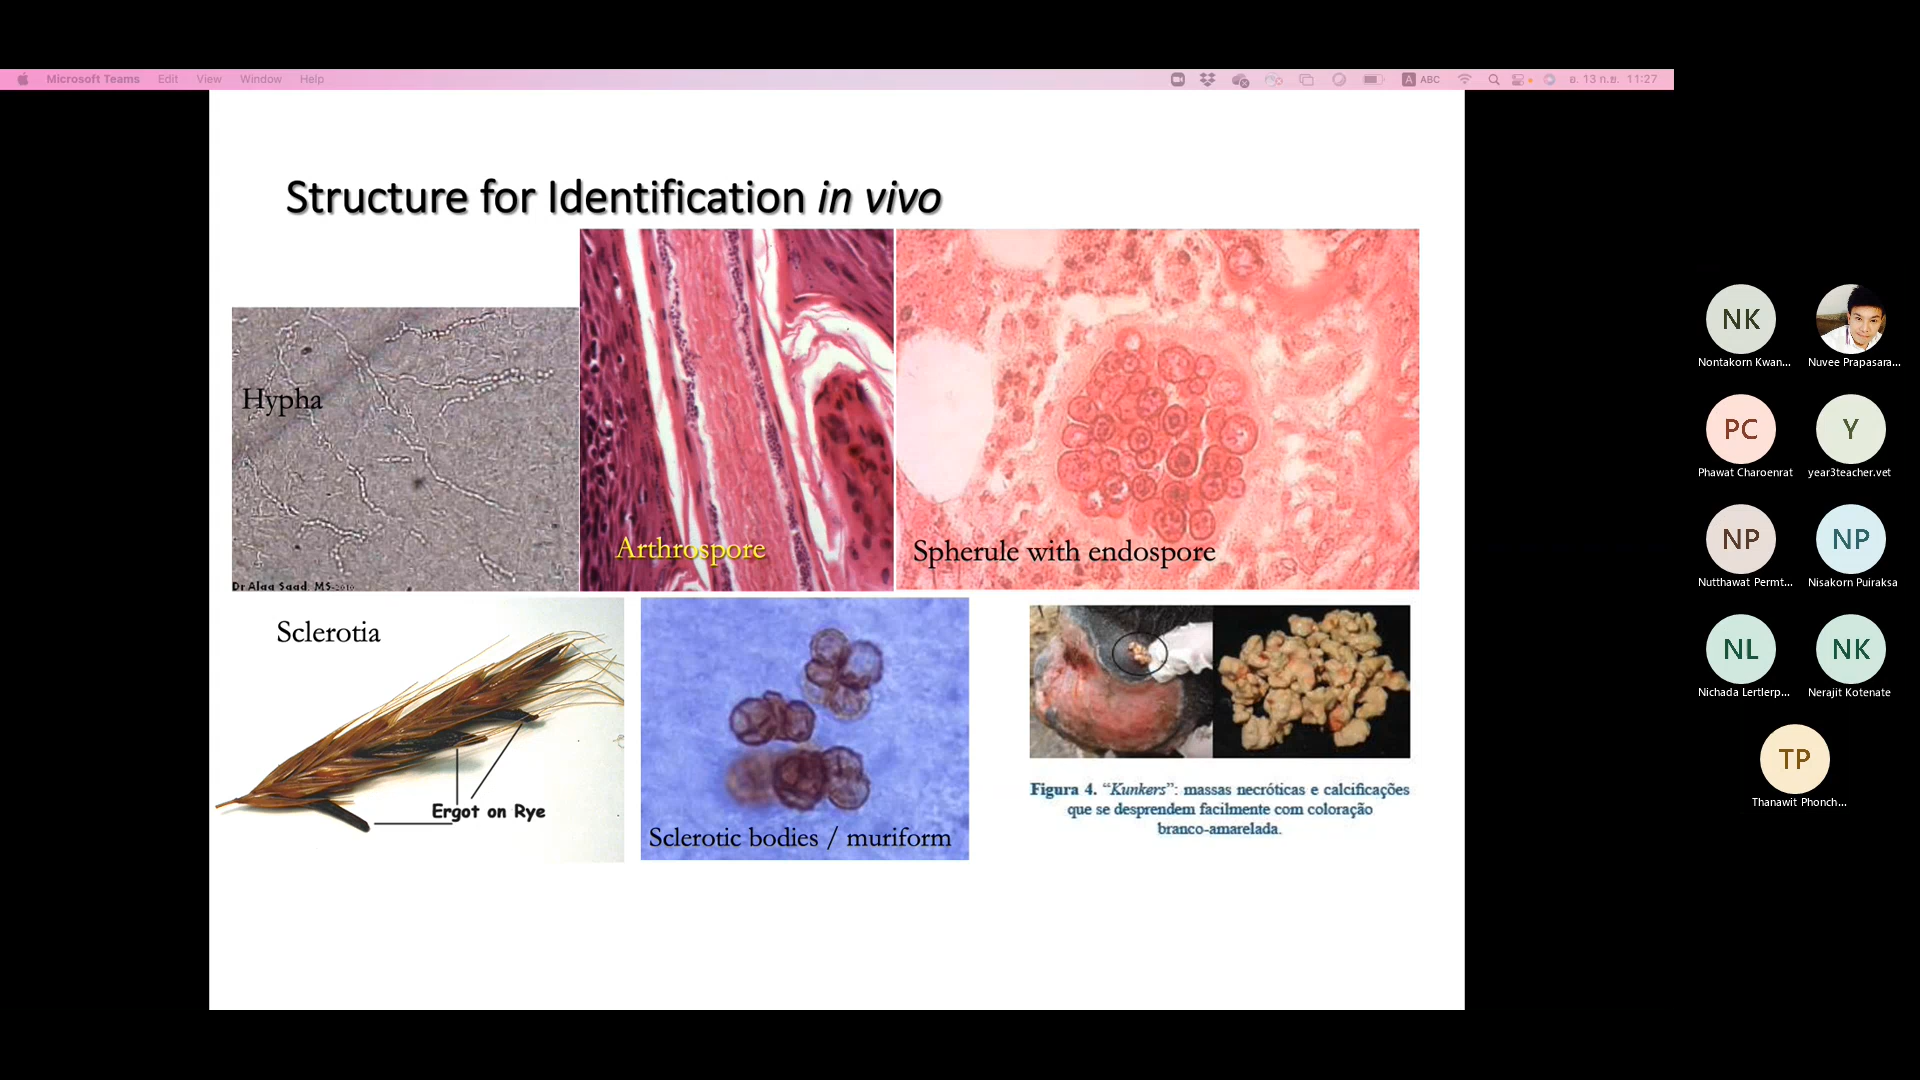 Microsoft Teams Edit View Window Help
A ABC อ. 13 ก.ย. 11:27
Structure for Identification in vivo
Hypha
Dr.Alaa Saad, MS-2010
Arthrospore
Spherule with endospore
Sclerotia
Ergot on Rye
Sclerotic bodies / muriform
Figura 4. “Kunkers”: massas necróticas e calcificações
que se desprendem facilmente com coloração
branco-amarelada.
NK
Nontakorn Kwan...
Nuvee Prapasara...
PC
Phawat Charoenrat
Y
year3teacher.vet
NP
Nutthawat Permt...
NP
Nisakorn Puiraksa
NL
Nichada Lertlerp...
NK
Nerajit Kotenate
TP
Thanawit Phonch...